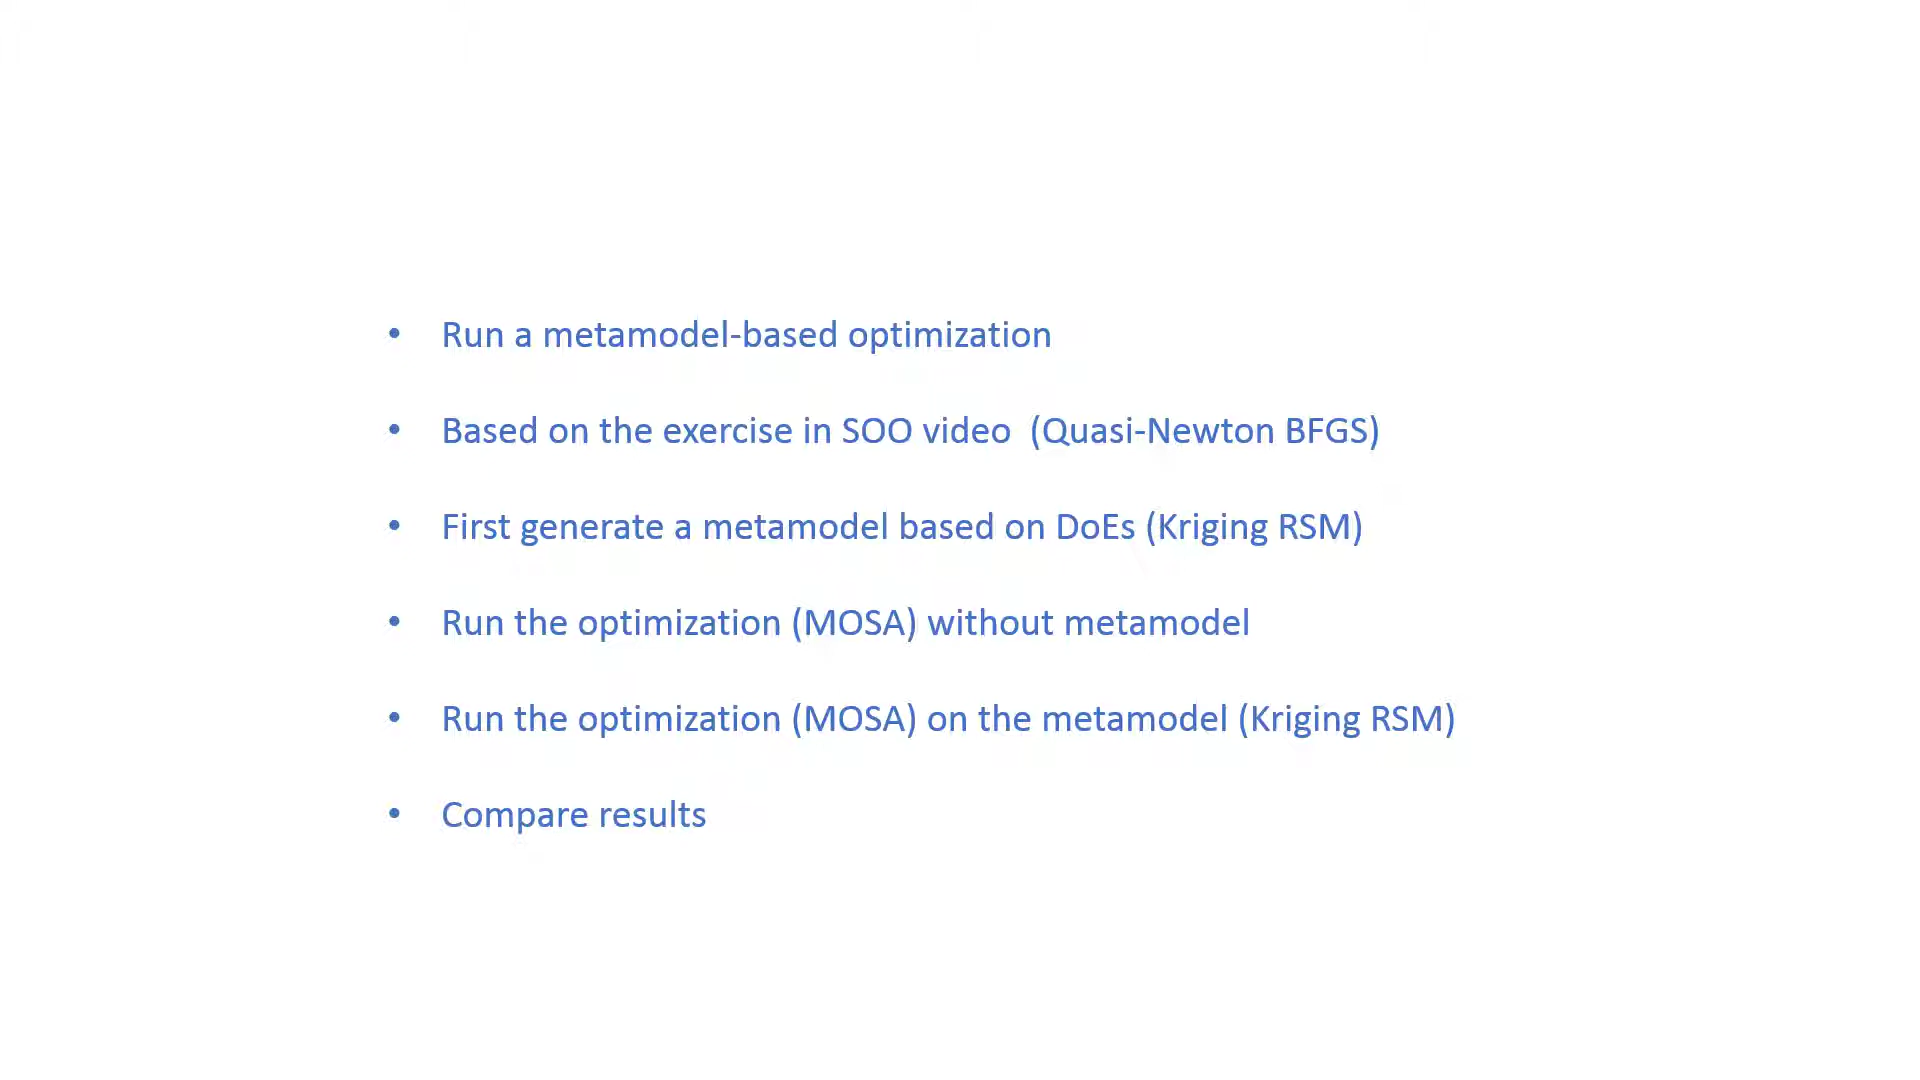 • Run a metamodel-based optimization
• Based on the exercise in SOO video (Quasi-Newton BFGS)
• First generate a metamodel based on DoEs (Kriging RSM)
• Run the optimization (MOSA) without metamodel
• Run the optimization (MOSA) on the metamodel (Kriging RSM)
• Compare results